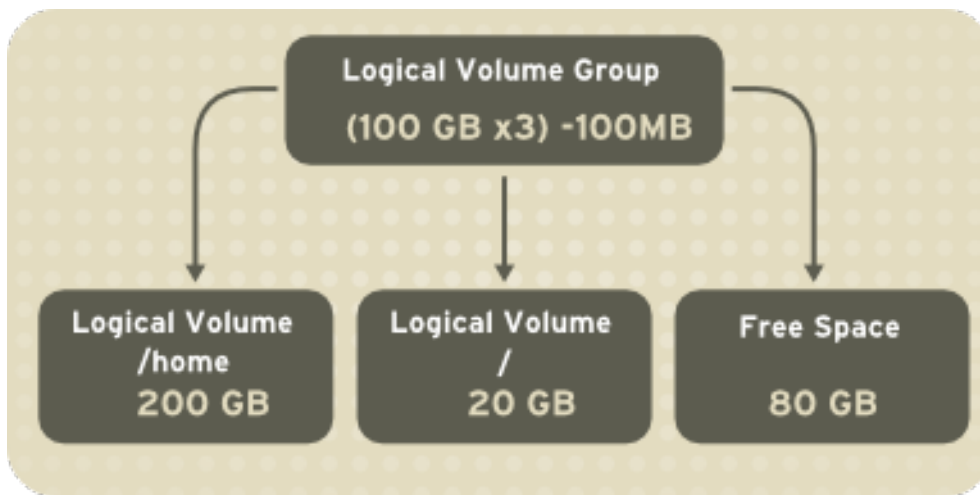 Logical Volume Group
(100 GB x3) -100MB
Logical Volume
/home
200 GB
Logical Volume
/
20 GB
Free Space
80 GB